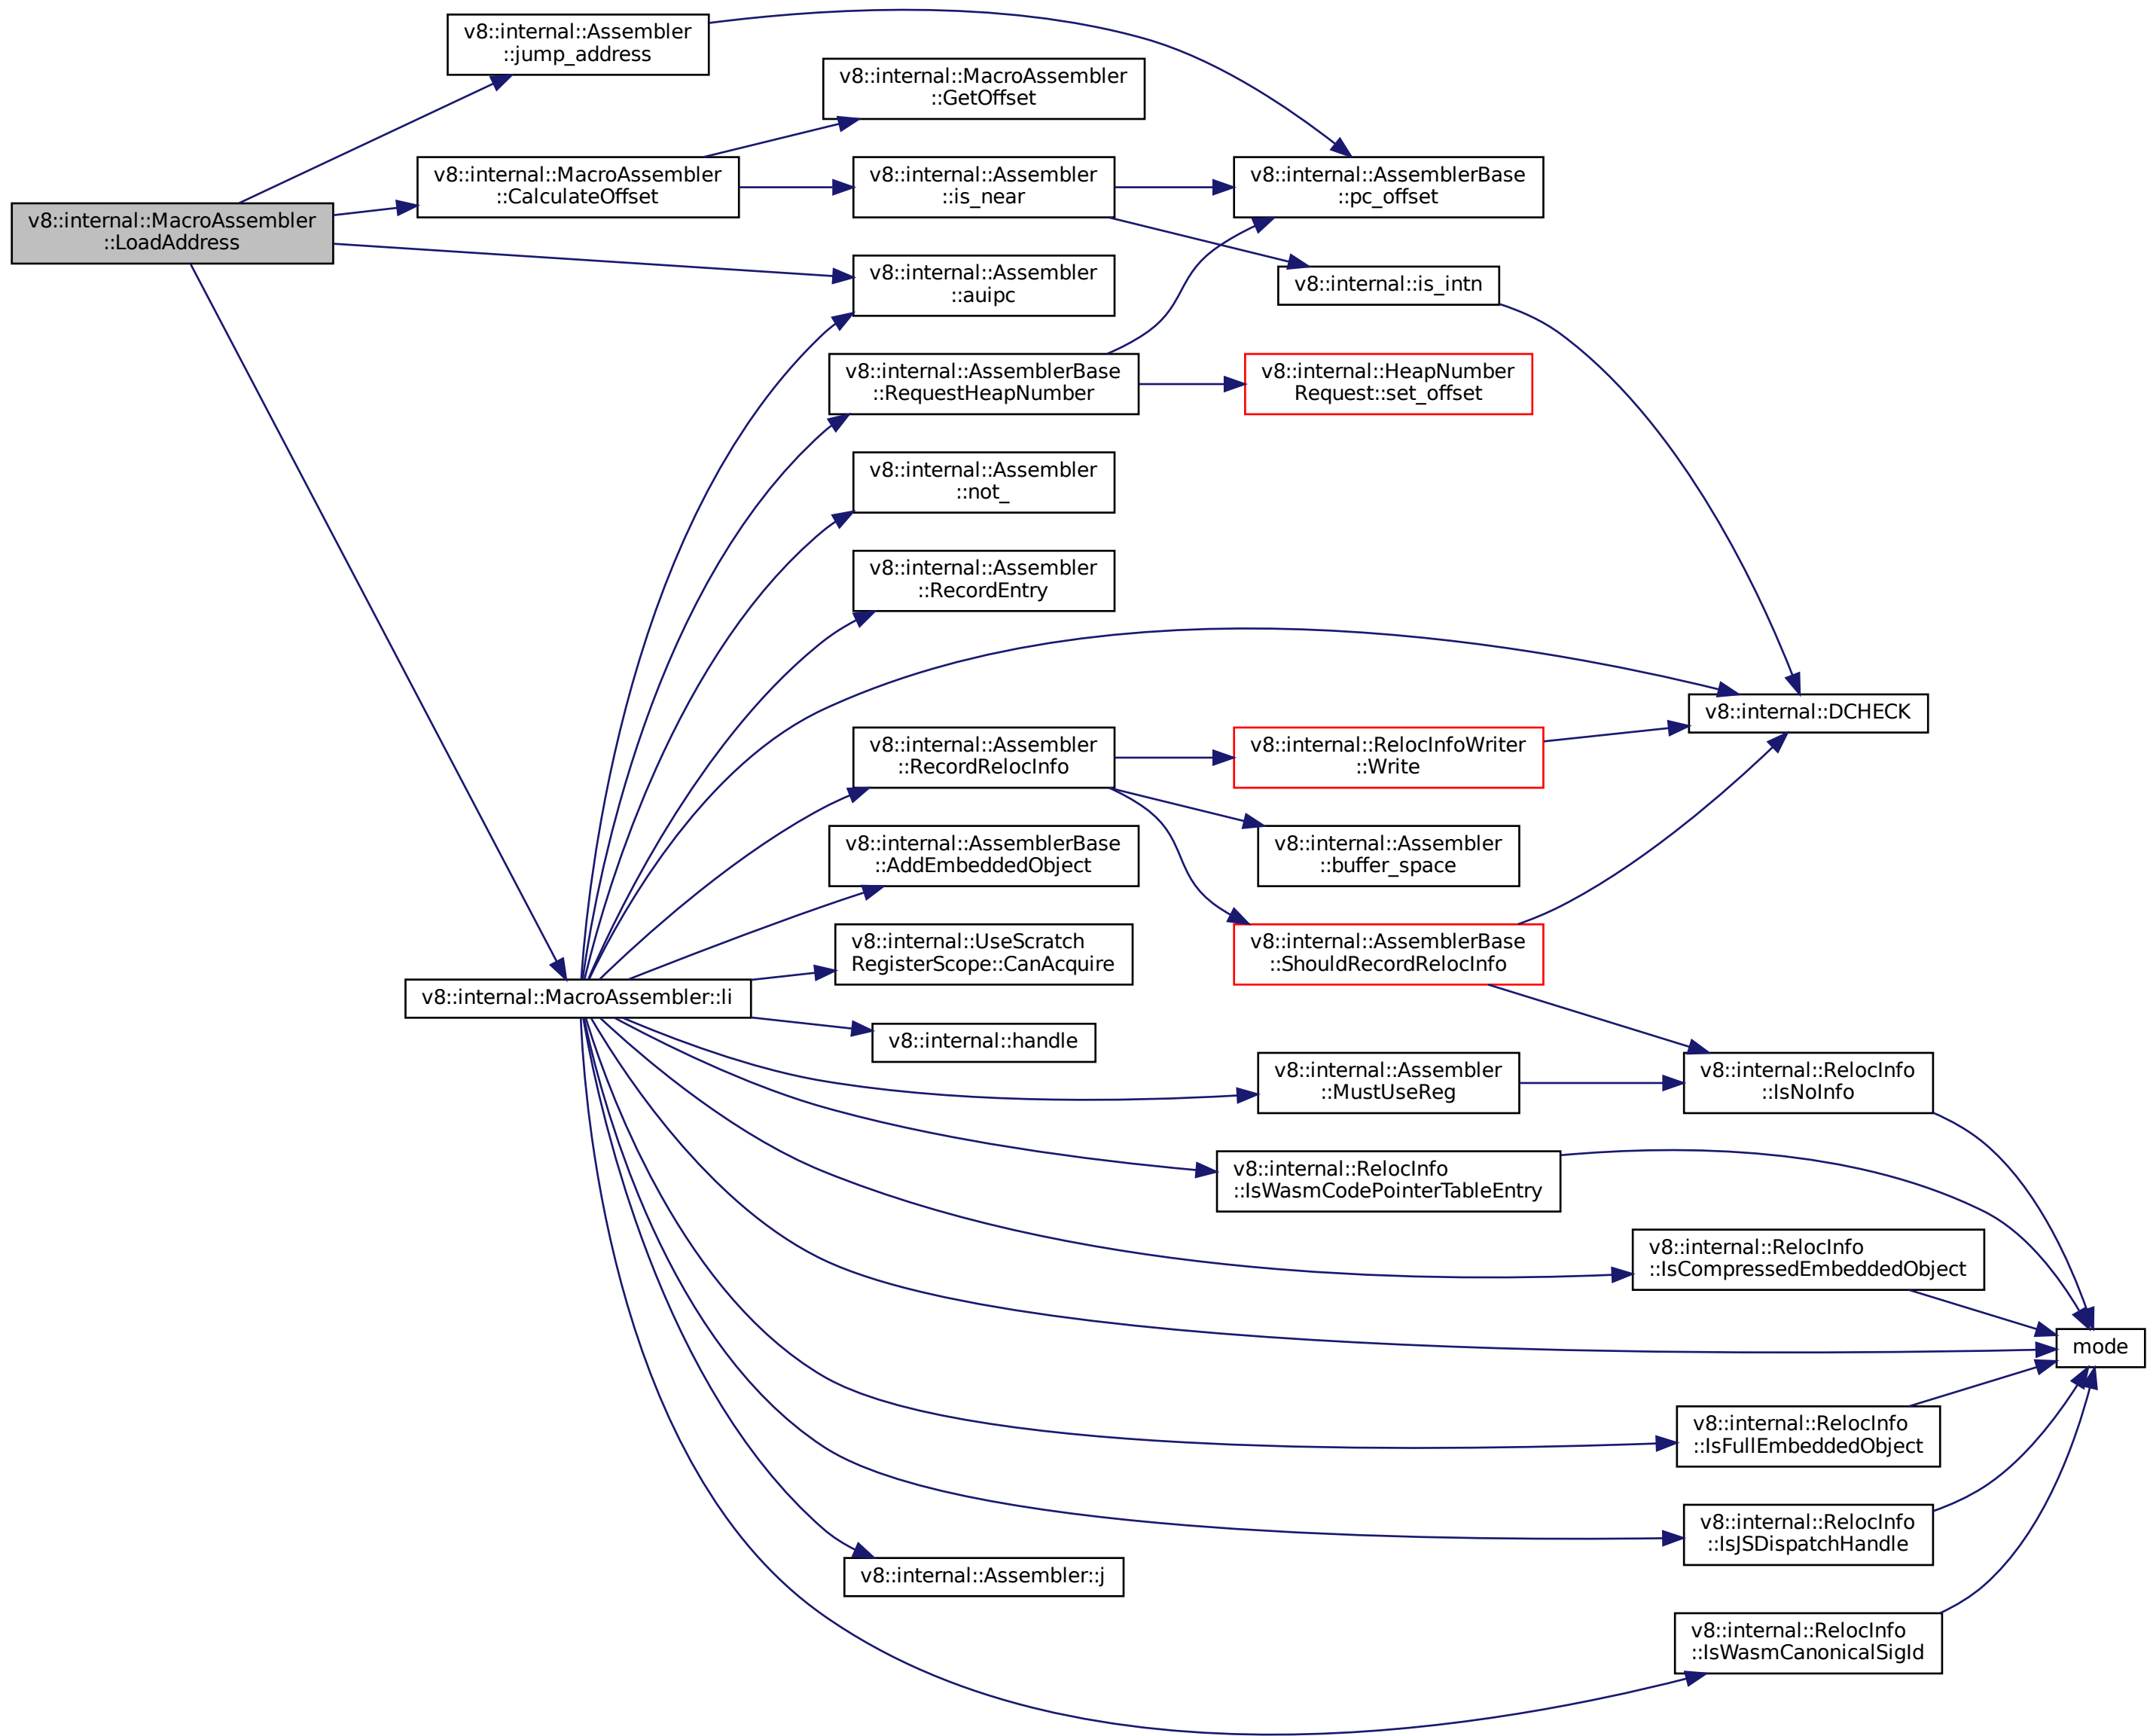 v8::internal::MacroAssembler
::LoadAddress
v8::internal::Assembler
::jump_address
v8::internal::MacroAssembler
::CalculateOffset
v8::internal::MacroAssembler::li
v8::internal::MacroAssembler
::GetOffset
v8::internal::Assembler
::is_near
v8::internal::Assembler
::auipc
v8::internal::AssemblerBase
::RequestHeapNumber
v8::internal::Assembler
::not_
v8::internal::Assembler
::RecordEntry
v8::internal::Assembler
::RecordRelocInfo
v8::internal::AssemblerBase
::AddEmbeddedObject
v8::internal::UseScratch
RegisterScope::CanAcquire
v8::internal::handle
v8::internal::Assembler::j
v8::internal::AssemblerBase
::pc_offset
v8::internal::is_intn
v8::internal::HeapNumber
Request::set_offset
v8::internal::RelocInfoWriter
::Write
v8::internal::Assembler
::buffer_space
v8::internal::AssemblerBase
::ShouldRecordRelocInfo
v8::internal::Assembler
::MustUseReg
v8::internal::RelocInfo
::IsWasmCodePointerTableEntry
v8::internal::DCHECK
v8::internal::RelocInfo
::IsNoInfo
v8::internal::RelocInfo
::IsCompressedEmbeddedObject
v8::internal::RelocInfo
::IsFullEmbeddedObject
v8::internal::RelocInfo
::IsJSDispatchHandle
v8::internal::RelocInfo
::IsWasmCanonicalSigId
mode